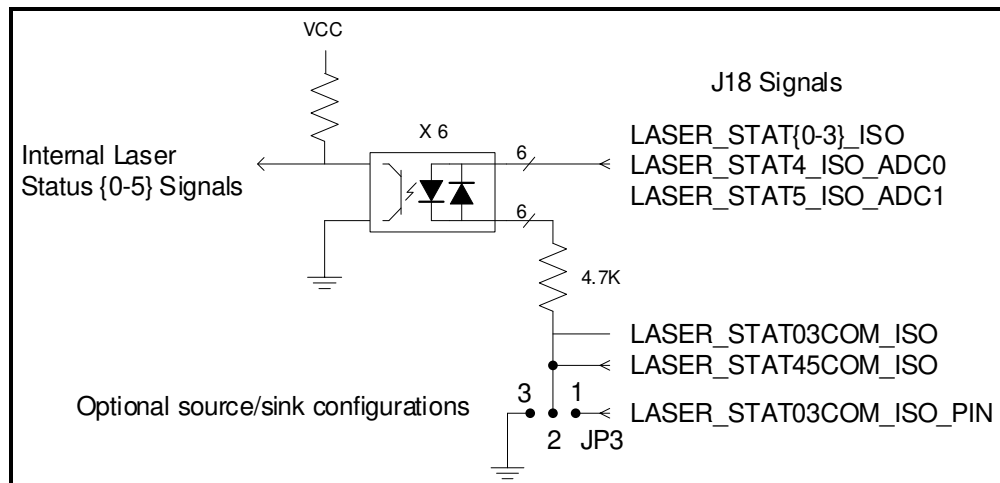 VCC
J18 Signals
X 6
Internal Laser
Status {0-5} Signals
6
LASER_STAT{0-3}_ISO
LASER_STAT4_ISO_ADC0
LASER_STAT5_ISO_ADC1
6
4.7K
LASER_STAT03COM_ISO
LASER_STAT45COM_ISO
Optional source/sink configurations
3 1
LASER_STAT03COM_ISO_PIN
2 JP3